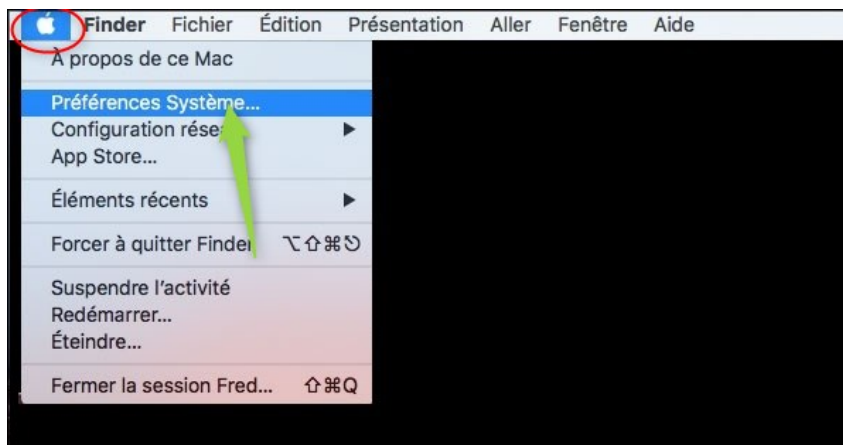 Finder Fichier Édition Présentation Aller Fenêtre Aide
À propos de ce Mac
Préférences Système...
Configuration
App Store...
Éléments récents
Forcer à quitter Finder ⌥⇧⌘⎋
Suspendre l'activité
Redémarrer...
Éteindre...
Fermer la session Fred... ⇧⌘Q